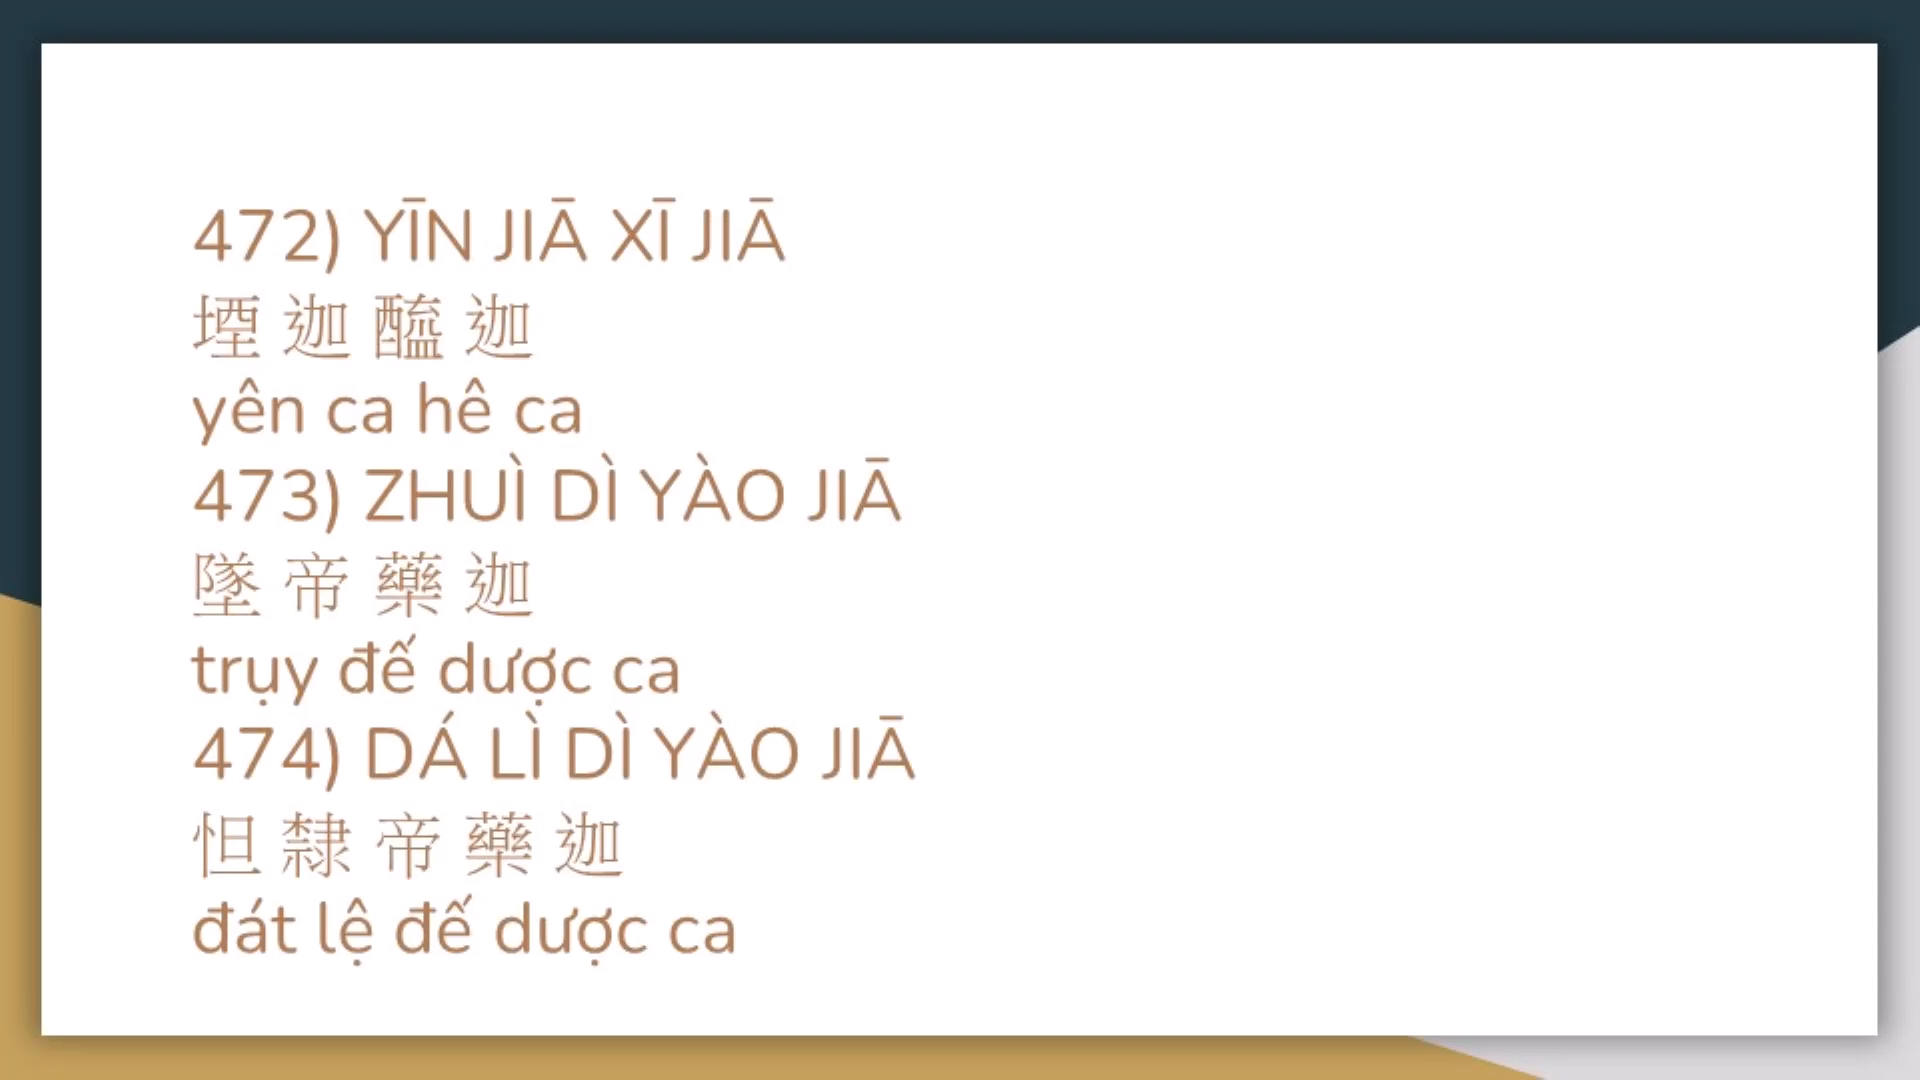 472) YĪN JIĀ XĪ JIĀ
堙 迦 醯 迦
yên ca hê ca
473) ZHUÌ DÌ YÀO JIĀ
墜 帝 藥 迦
trụy đế dược ca
474) DÁ LÌ DÌ YÀO JIĀ
怛 隸 帝 藥 迦
đát lệ đế dược ca